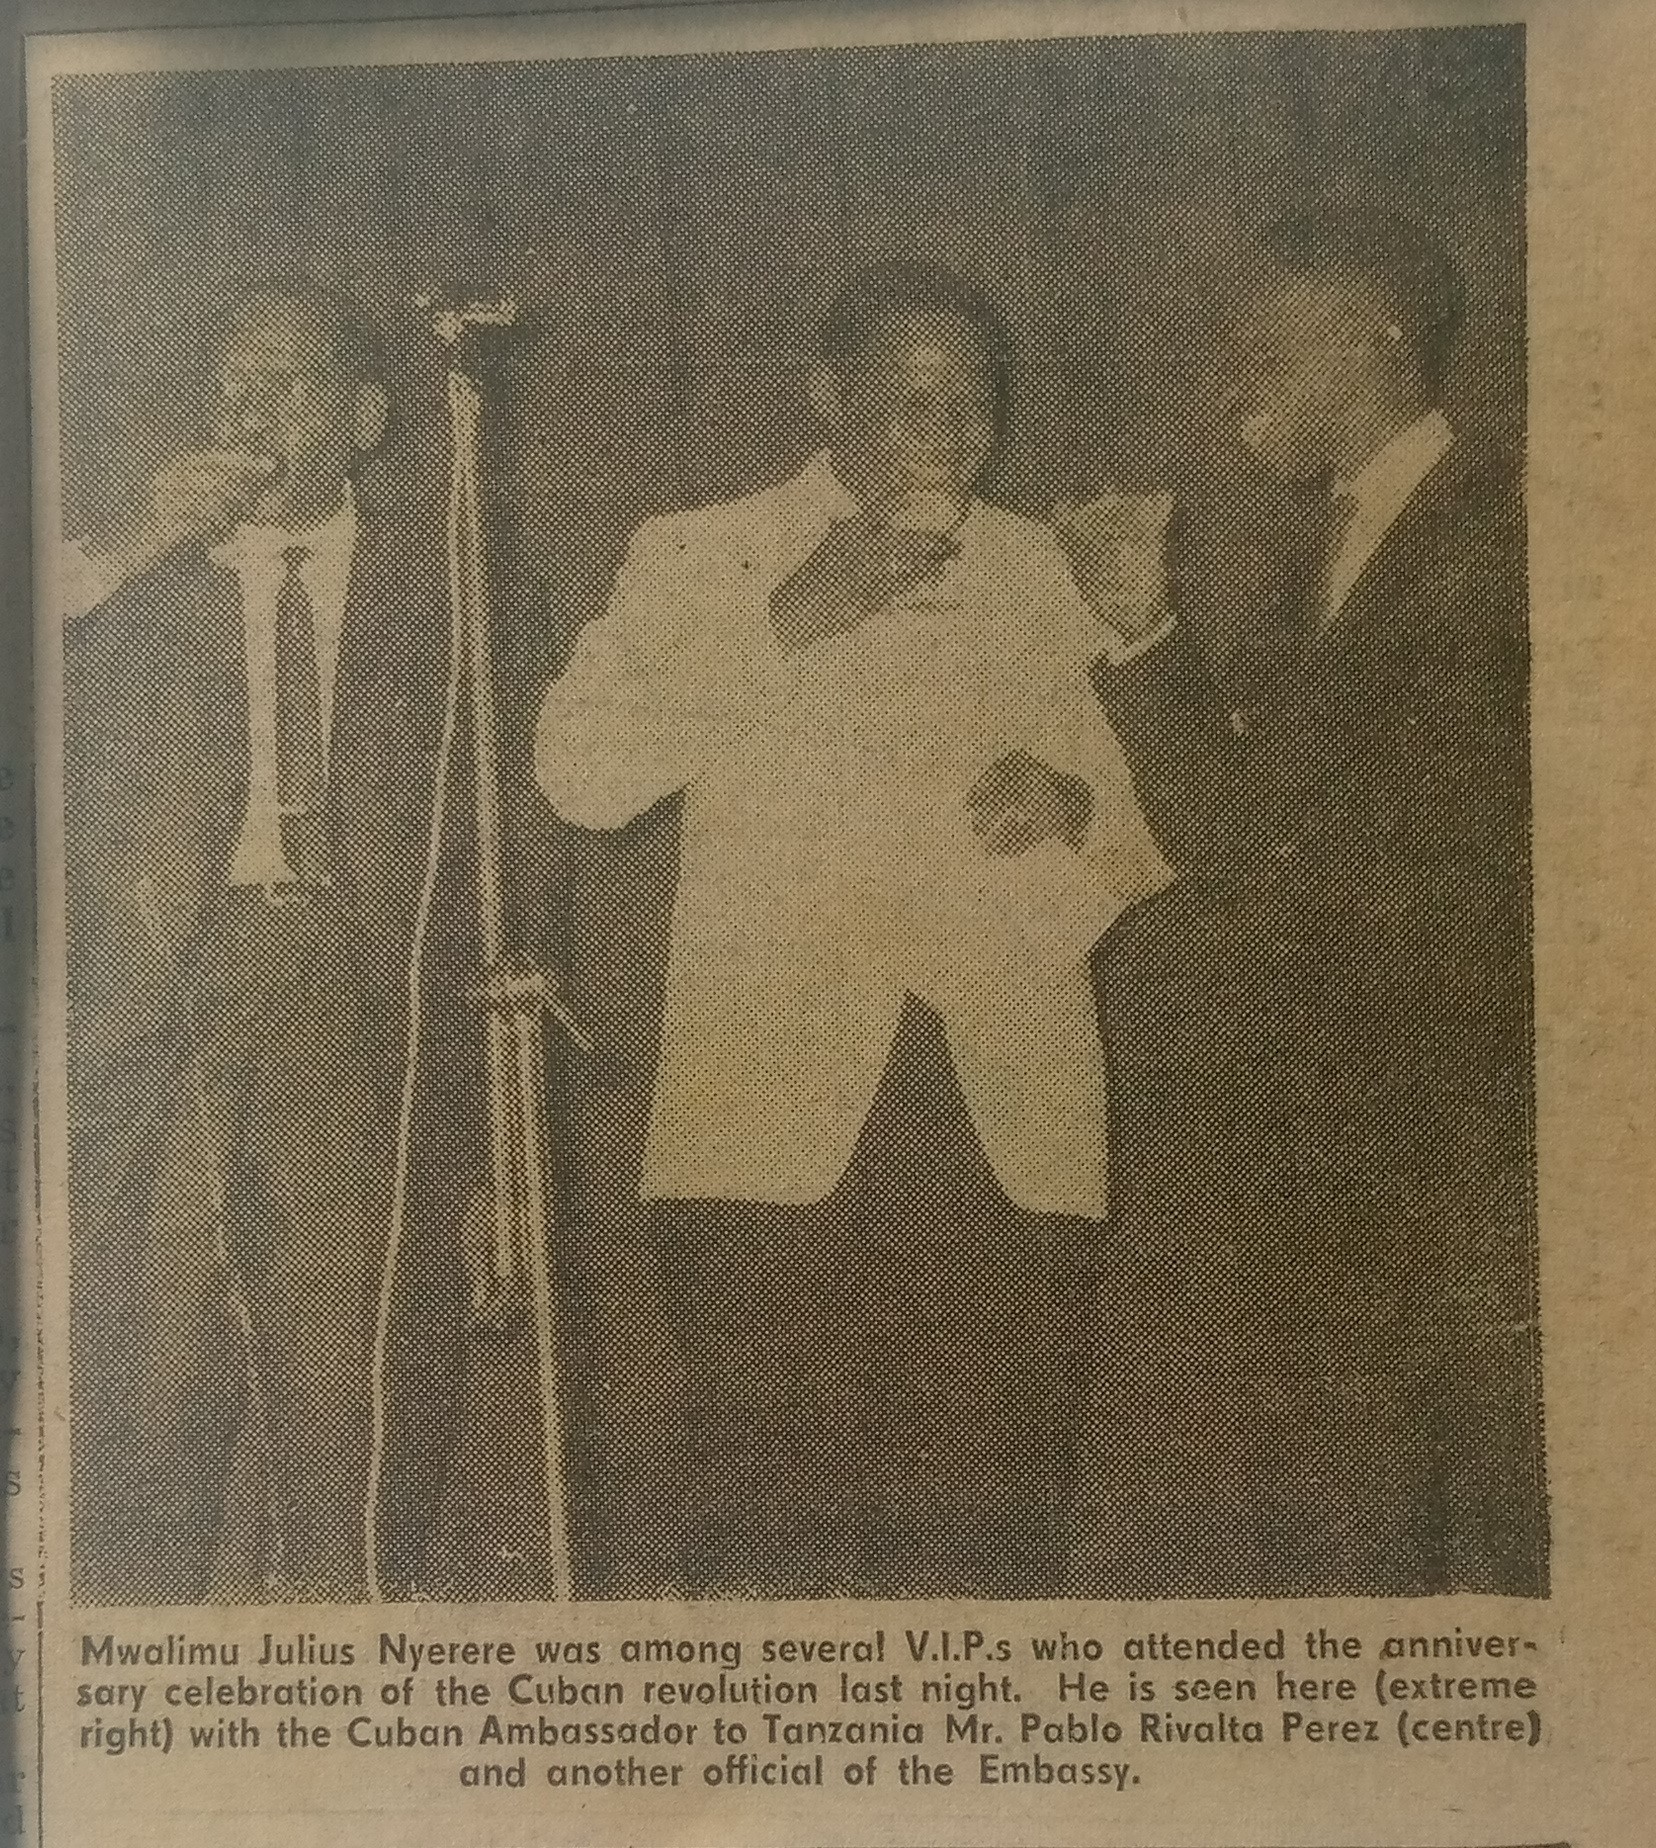 Mwalimu Julius Nyerere was among several V.I.P.s who attended the anniver-
sary celebration of the Cuban revolution last night. He is seen here (extreme
right) with the Cuban Ambassador to Tanzania Mr. Pablo Rivalta Perez (centre)
and another official of the Embassy.